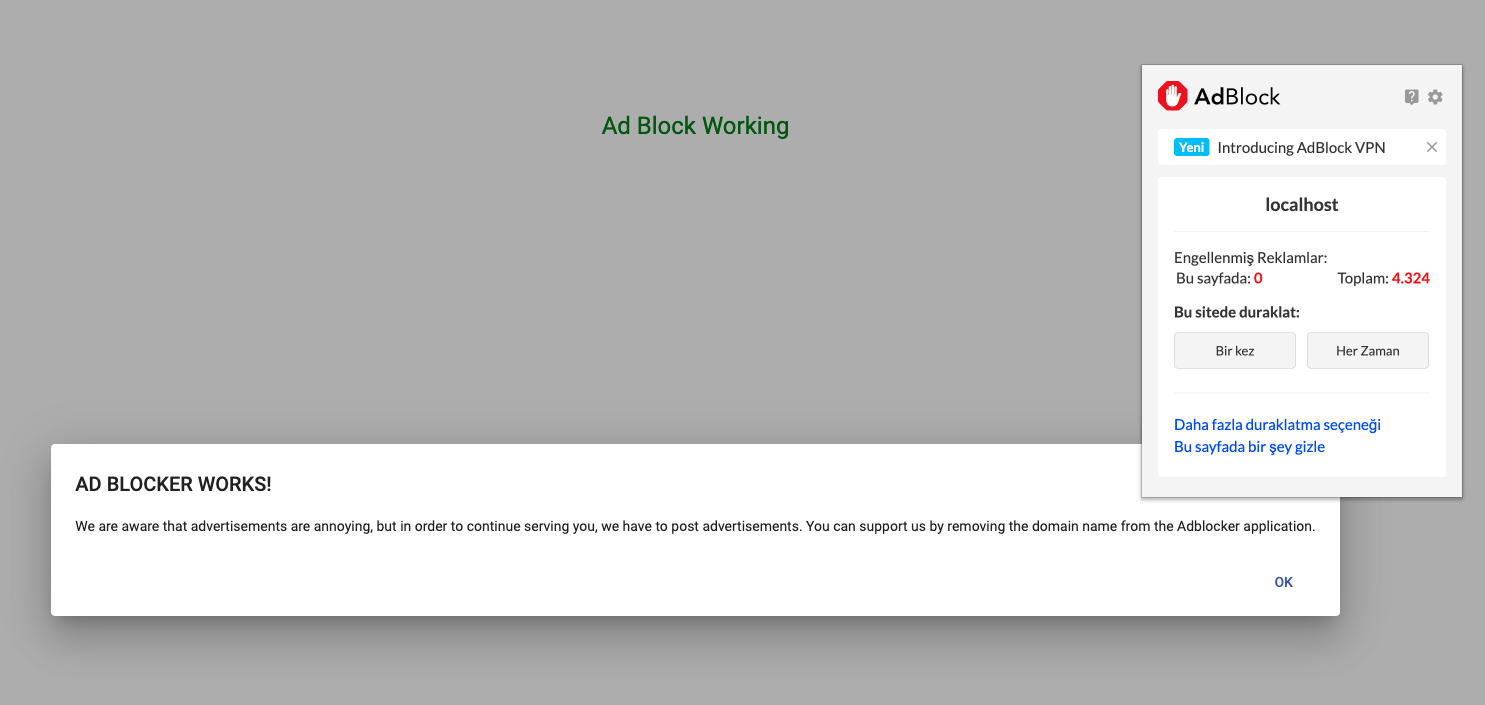 Ad Block Working
AdBlock
Yeni Introducing AdBlock VPN
localhost
Engellenmiş Reklamlar:
Bu sayfada: 0 Toplam: 4.324
Bu sitede duraklat:
Bir kez Her Zaman
Daha fazla duraklatma seçeneği
Bu sayfada bir şey gizle
AD BLOCKER WORKS!
We are aware that advertisements are annoying, but in order to continue serving you, we have to post advertisements. You can support us by removing the domain name from the Adblocker application.
OK